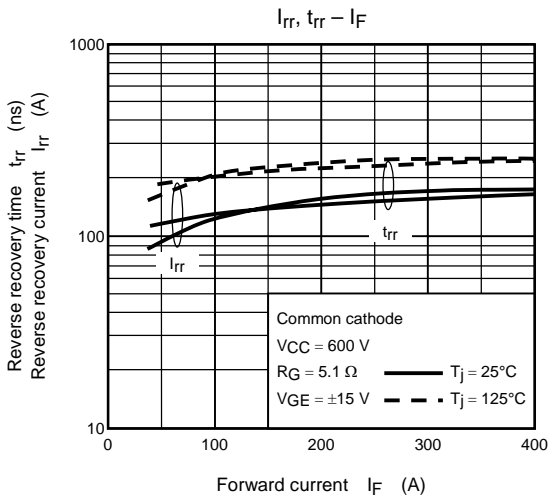 Irr, trr – IF
Reverse recovery time trr (ns)
Reverse recovery current Irr (A)
1000
300
100
10
Irr
trr
Common cathode
VCC = 600 V
RG = 5.1 Ω
Tj = 25°C
VGE = ±15 V
Tj = 125°C
0
100
200
300
400
Forward current IF (A)